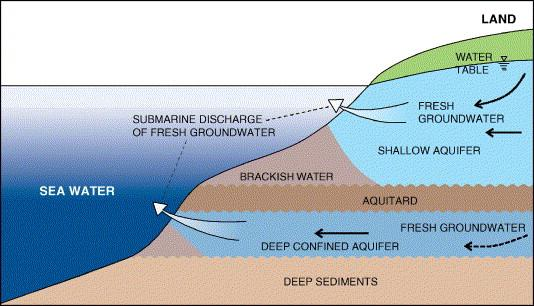 LAND
WATER
TABLE
FRESH
GROUNDWATER
SUBMARINE DISCHARGE
OF FRESH GROUNDWATER
SHALLOW AQUIFER
BRACKISH WATER
SEA WATER
AQUITARD
FRESH GROUNDWATER
DEEP CONFINED AQUIFER
DEEP SEDIMENTS